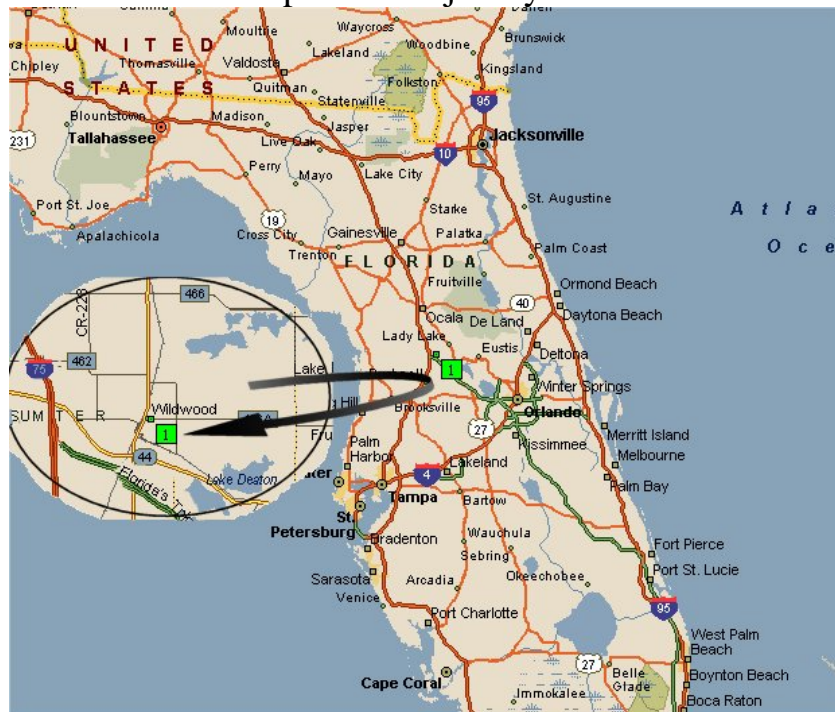 Waycross
Brunswick
Moultrie
UNITED
Lakeland
Woodbine
Chipley
Thomasville
Valdosta
Folkston
Kingsland
STATES
Quitman
Statenville
95
Blountstown
Madison
Jasper
Tallahassee
Live Oak
Jacksonville
231
10
Perry
Mayo
Lake City
Port St. Joe
St. Augustine
Starke
Atla
19
Apalachicola
Cross City
Gainesville
Palatka
Oce
Trenton
Palm Coast
FLORIDA
Fruitville
Ormond Beach
466
CR-228
40
Ocala
De Land
Daytona Beach
Lady Lake
Eustis
Deltona
462
75
1
Winter Springs
Hill
Brooksville
Orlando
SUMTER
Wildwood
1
27
Merritt Island
Palm Harbor
Kissimmee
44
Melbourne
Lake Deaton
Lakeland
4
Palm Bay
Florida's
Tampa
Bartow
St. Petersburg
Wauchula
Fort Pierce
Bradenton
Sebring
Port St. Lucie
Sarasota
Arcadia
Okeechobee
Venice
95
Port Charlotte
West Palm Beach
27
Belle Glade
Boynton Beach
Cape Coral
Immokalee
Boca Raton